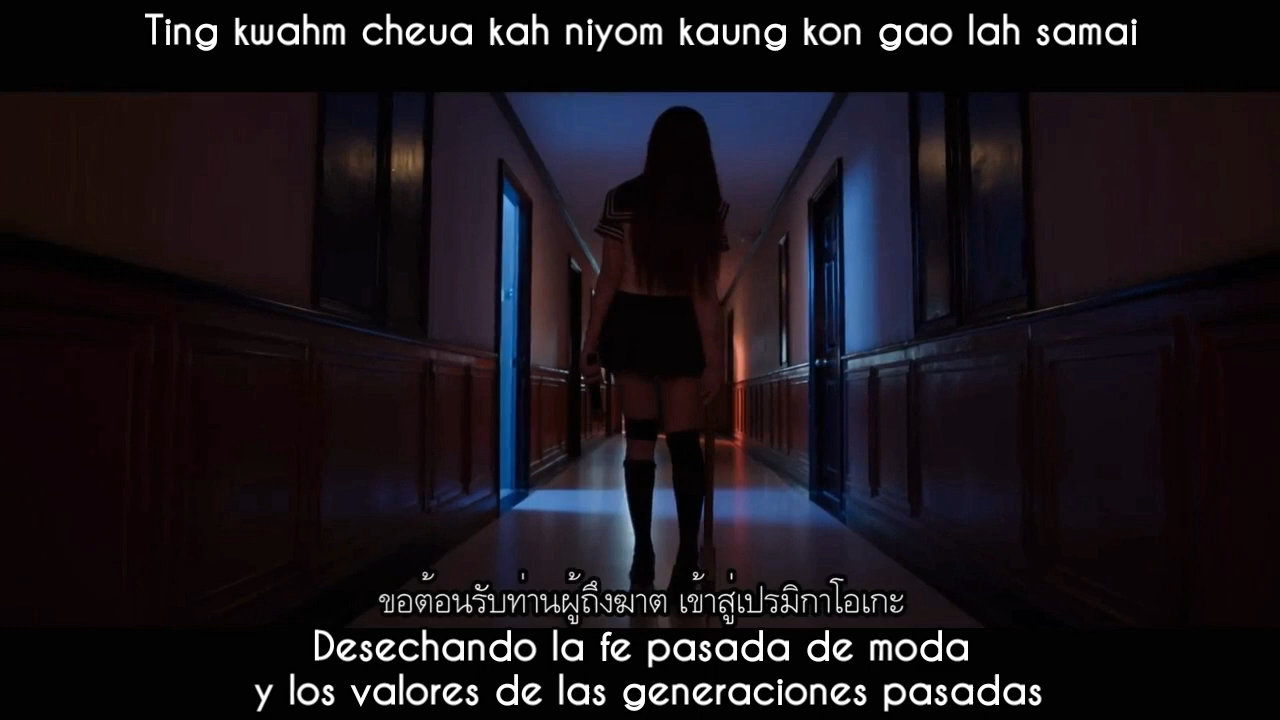 Ting kwahm cheua kah niyom kaung kon gao lah samai
ขอต้อนรับท่านผู้ถึงฆาต เข้าสู่เปรมิกาโอเกะ
Desechando la fe pasada de moda
y los valores de las generaciones pasadas